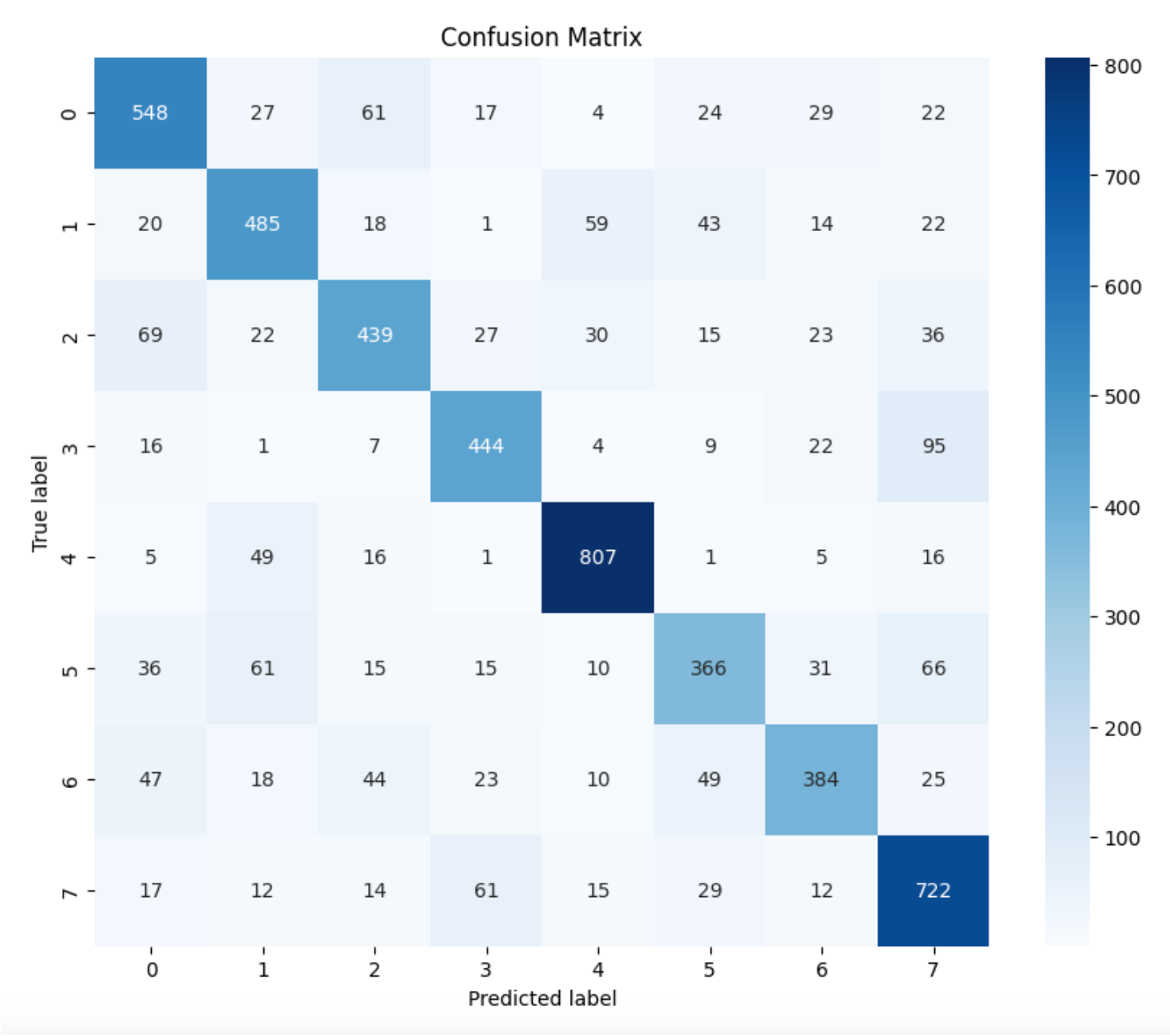 Confusion Matrix
0 548 27 61 17 4 24 29 22
1 20 485 18 1 59 43 14 22
2 69 22 439 27 30 15 23 36
3 16 1 7 444 4 9 22 95
4 5 49 16 1 807 1 5 16
5 36 61 15 15 10 366 31 66
6 47 18 44 23 10 49 384 25
7 17 12 14 61 15 29 12 722
0 1 2 3 4 5 6 7
Predicted label
True label
800
700
600
500
400
300
200
100